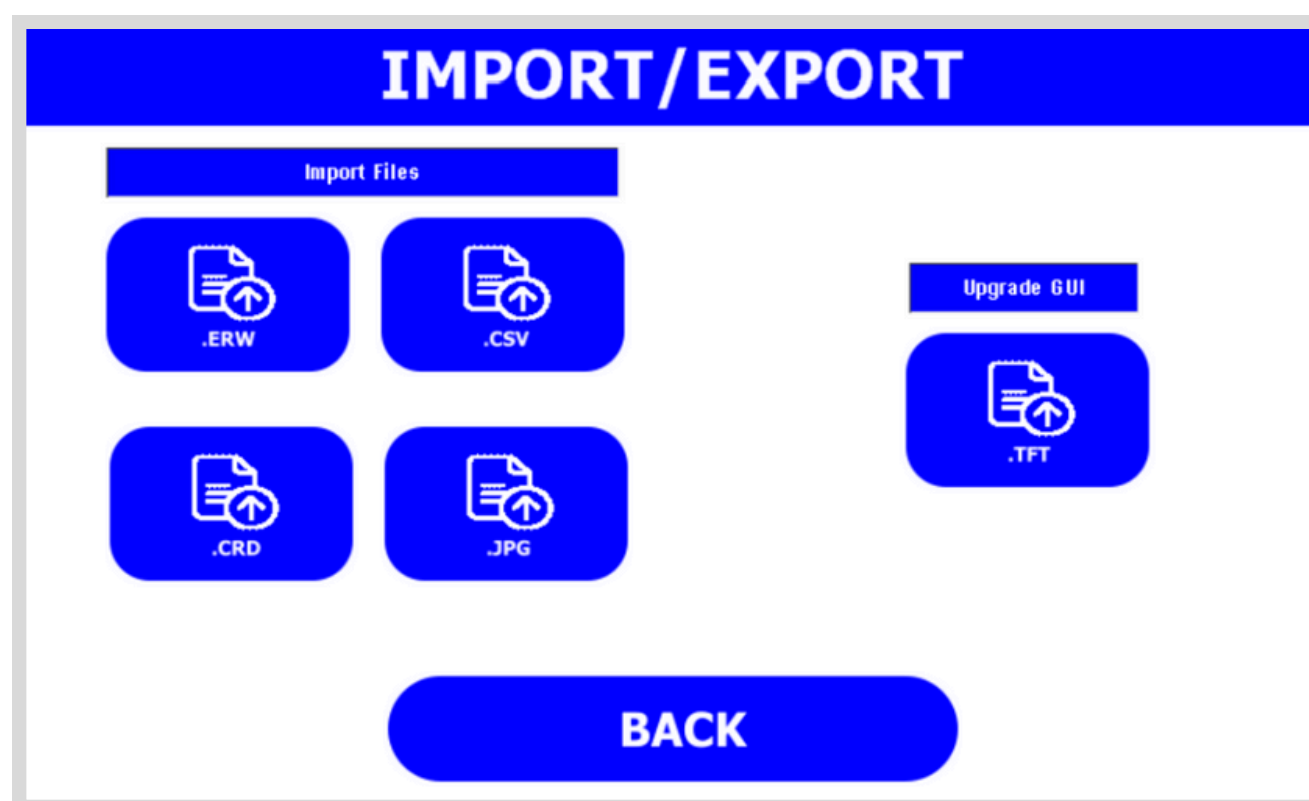 IMPORT/EXPORT
Import Files
.ERW
.CSV
Upgrade GUI
.TFT
.CRD
.JPG
BACK